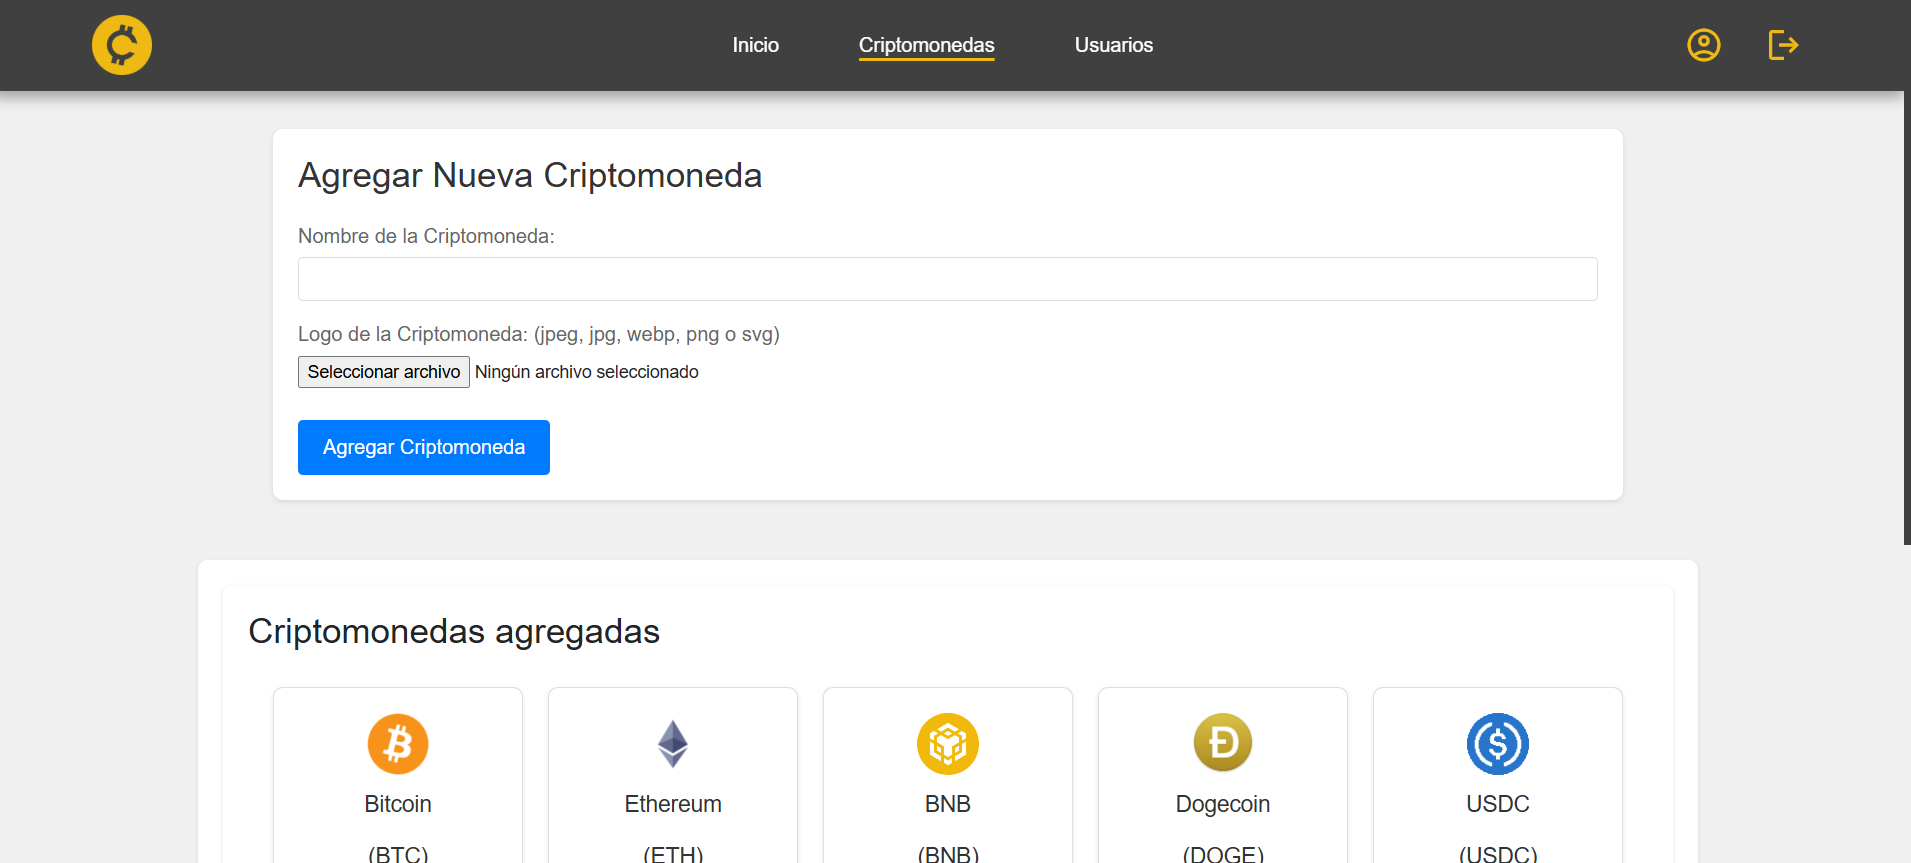 Inicio Criptomonedas Usuarios
Agregar Nueva Criptomoneda
Nombre de la Criptomoneda:
Logo de la Criptomoneda: (jpeg, jpg, webp, png o svg)
Seleccionar archivo Ningún archivo seleccionado
Agregar Criptomoneda
Criptomonedas agregadas
Bitcoin Ethereum BNB Dogecoin USDC
(BTC) (ETH) (BNB) (DOGE) (USDC)